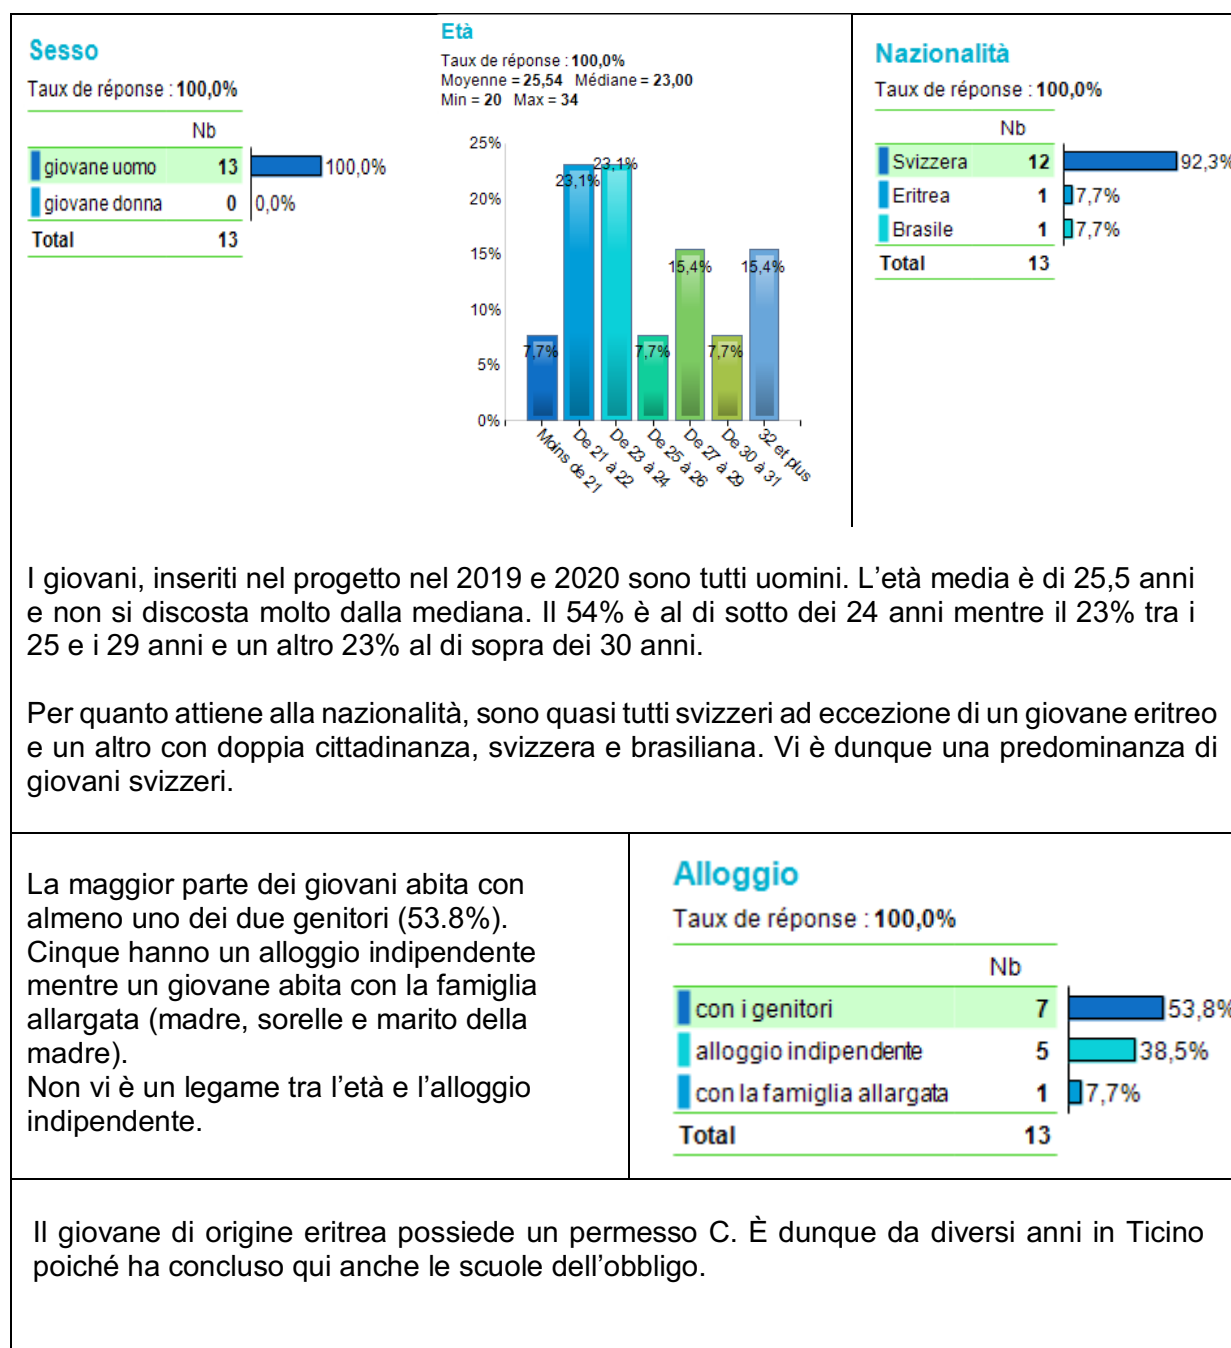 Sesso
Taux de réponse : 100,0%
Nb
giovane uomo 13 100,0%
giovane donna 0 0,0%
Total 13
Età
Taux de réponse : 100,0%
Moyenne = 25,54 Médiane = 23,00
Min = 20 Max = 34
25%
20%
15%
10%
5%
0%
7,7%
23,1%
23,1%
7,7%
15,4%
7,7%
15,4%
Moins de 21
De 21 à 22
De 23 à 24
De 25 à 26
De 27 à 29
De 30 à 31
32 et plus
Nazionalità
Taux de réponse : 100,0%
Nb
Svizzera 12 92,3%
Eritrea 1 7,7%
Brasile 1 7,7%
Total 13
I giovani, inseriti nel progetto nel 2019 e 2020 sono tutti uomini. L’età media è di 25,5 anni
e non si discosta molto dalla mediana. Il 54% è al di sotto dei 24 anni mentre il 23% tra i
25 e i 29 anni e un altro 23% al di sopra dei 30 anni.
Per quanto attiene alla nazionalità, sono quasi tutti svizzeri ad eccezione di un giovane eritreo
e un altro con doppia cittadinanza, svizzera e brasiliana. Vi è dunque una predominanza di
giovani svizzeri.
La maggior parte dei giovani abita con
almeno uno dei due genitori (53.8%).
Cinque hanno un alloggio indipendente
mentre un giovane abita con la famiglia
allargata (madre, sorelle e marito della
madre).
Non vi è un legame tra l’età e l’alloggio
indipendente.
Alloggio
Taux de réponse : 100,0%
Nb
con i genitori 7 53,8%
alloggio indipendente 5 38,5%
con la famiglia allargata 1 7,7%
Total 13
Il giovane di origine eritrea possiede un permesso C. È dunque da diversi anni in Ticino
poiché ha concluso qui anche le scuole dell’obbligo.